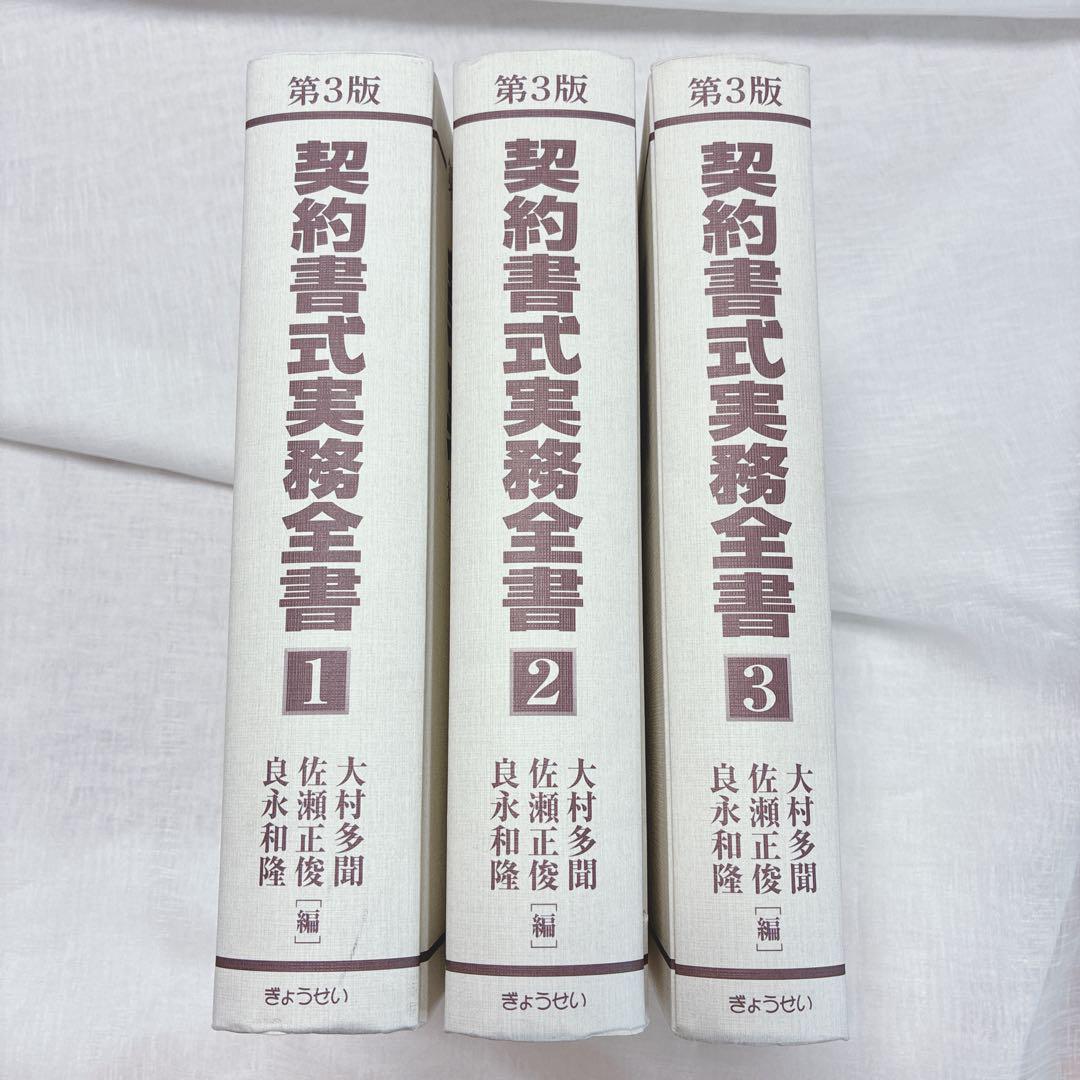 第3版
契約書式実務全書
1
大村多聞
佐瀬正俊
良永和隆
[編]
ぎょうせい
第3版
契約書式実務全書
2
大村多聞
佐瀬正俊
良永和隆
[編]
ぎょうせい
第3版
契約書式実務全書
3
大村多聞
佐瀬正俊
良永和隆
[編]
ぎょうせい